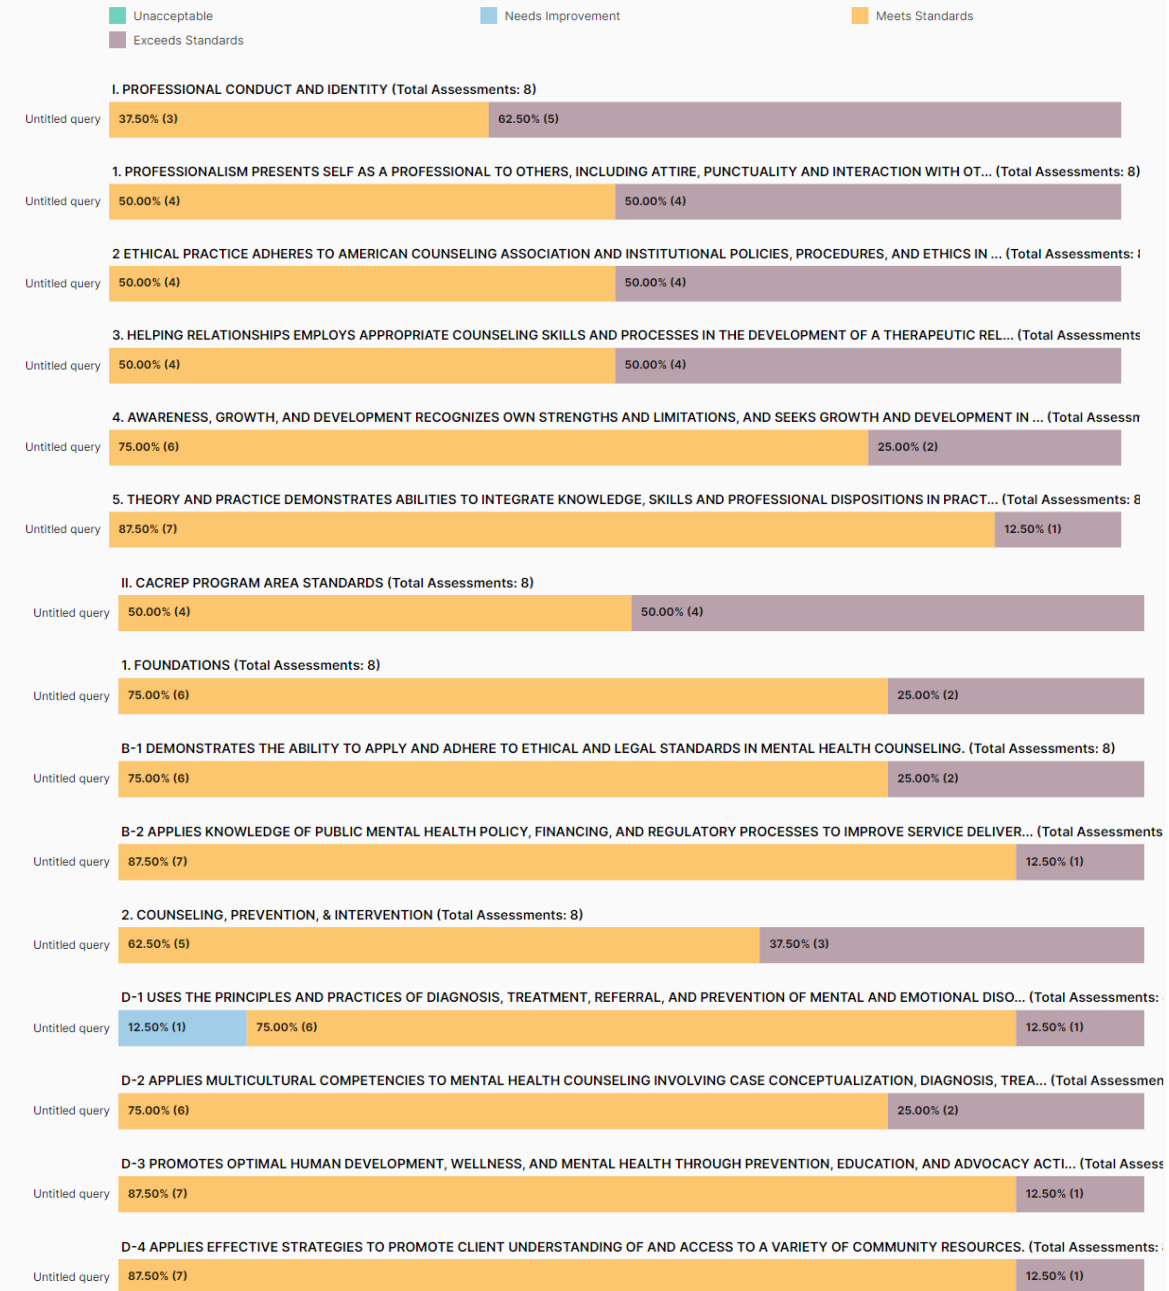 Unacceptable
Needs Improvement
Meets Standards
Exceeds Standards
I. PROFESSIONAL CONDUCT AND IDENTITY (Total Assessments: 8)
Untitled query 37.50% (3) 62.50% (5)
1. PROFESSIONALISM PRESENTS SELF AS A PROFESSIONAL TO OTHERS, INCLUDING ATTIRE, PUNCTUALITY AND INTERACTION WITH OT... (Total Assessments: 8)
Untitled query 50.00% (4) 50.00% (4)
2 ETHICAL PRACTICE ADHERES TO AMERICAN COUNSELING ASSOCIATION AND INSTITUTIONAL POLICIES, PROCEDURES, AND ETHICS IN ... (Total Assessments:
Untitled query 50.00% (4) 50.00% (4)
3. HELPING RELATIONSHIPS EMPLOYS APPROPRIATE COUNSELING SKILLS AND PROCESSES IN THE DEVELOPMENT OF A THERAPEUTIC REL... (Total Assessments
Untitled query 50.00% (4) 50.00% (4)
4. AWARENESS, GROWTH, AND DEVELOPMENT RECOGNIZES OWN STRENGTHS AND LIMITATIONS, AND SEEKS GROWTH AND DEVELOPMENT IN ... (Total Assessm
Untitled query 75.00% (6) 25.00% (2)
5. THEORY AND PRACTICE DEMONSTRATES ABILITIES TO INTEGRATE KNOWLEDGE, SKILLS AND PROFESSIONAL DISPOSITIONS IN PRACT... (Total Assessments: 8
Untitled query 87.50% (7) 12.50% (1)
II. CACREP PROGRAM AREA STANDARDS (Total Assessments: 8)
Untitled query 50.00% (4) 50.00% (4)
1. FOUNDATIONS (Total Assessments: 8)
Untitled query 75.00% (6) 25.00% (2)
B-1 DEMONSTRATES THE ABILITY TO APPLY AND ADHERE TO ETHICAL AND LEGAL STANDARDS IN MENTAL HEALTH COUNSELING. (Total Assessments: 8)
Untitled query 75.00% (6) 25.00% (2)
B-2 APPLIES KNOWLEDGE OF PUBLIC MENTAL HEALTH POLICY, FINANCING, AND REGULATORY PROCESSES TO IMPROVE SERVICE DELIVER... (Total Assessments
Untitled query 87.50% (7) 12.50% (1)
2. COUNSELING, PREVENTION, & INTERVENTION (Total Assessments: 8)
Untitled query 62.50% (5) 37.50% (3)
D-1 USES THE PRINCIPLES AND PRACTICES OF DIAGNOSIS, TREATMENT, REFERRAL, AND PREVENTION OF MENTAL AND EMOTIONAL DISO... (Total Assessments:
Untitled query 12.50% (1) 75.00% (6) 12.50% (1)
D-2 APPLIES MULTICULTURAL COMPETENCIES TO MENTAL HEALTH COUNSELING INVOLVING CASE CONCEPTUALIZATION, DIAGNOSIS, TREA... (Total Assessmen
Untitled query 75.00% (6) 25.00% (2)
D-3 PROMOTES OPTIMAL HUMAN DEVELOPMENT, WELLNESS, AND MENTAL HEALTH THROUGH PREVENTION, EDUCATION, AND ADVOCACY ACTI... (Total Assess
Untitled query 87.50% (7) 12.50% (1)
D-4 APPLIES EFFECTIVE STRATEGIES TO PROMOTE CLIENT UNDERSTANDING OF AND ACCESS TO A VARIETY OF COMMUNITY RESOURCES. (Total Assessments:
Untitled query 87.50% (7) 12.50% (1)